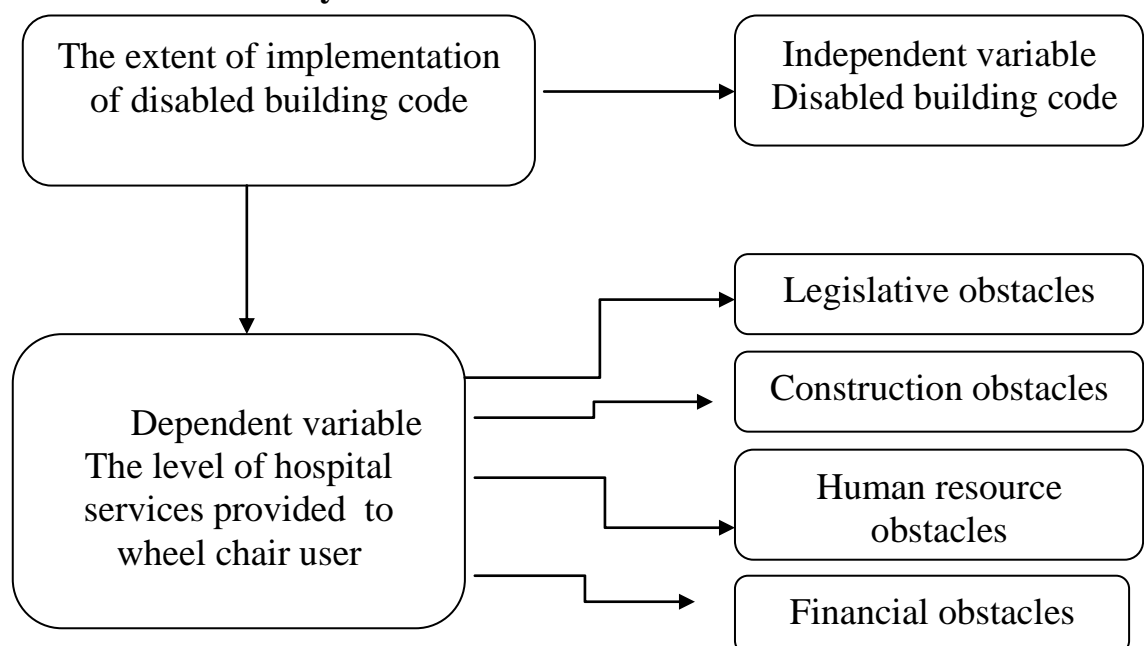 The extent of implementation
of disabled building code
Independent variable
Disabled building code
Legislative obstacles
Construction obstacles
Dependent variable
The level of hospital
services provided to
wheel chair user
Human resource
obstacles
Financial obstacles